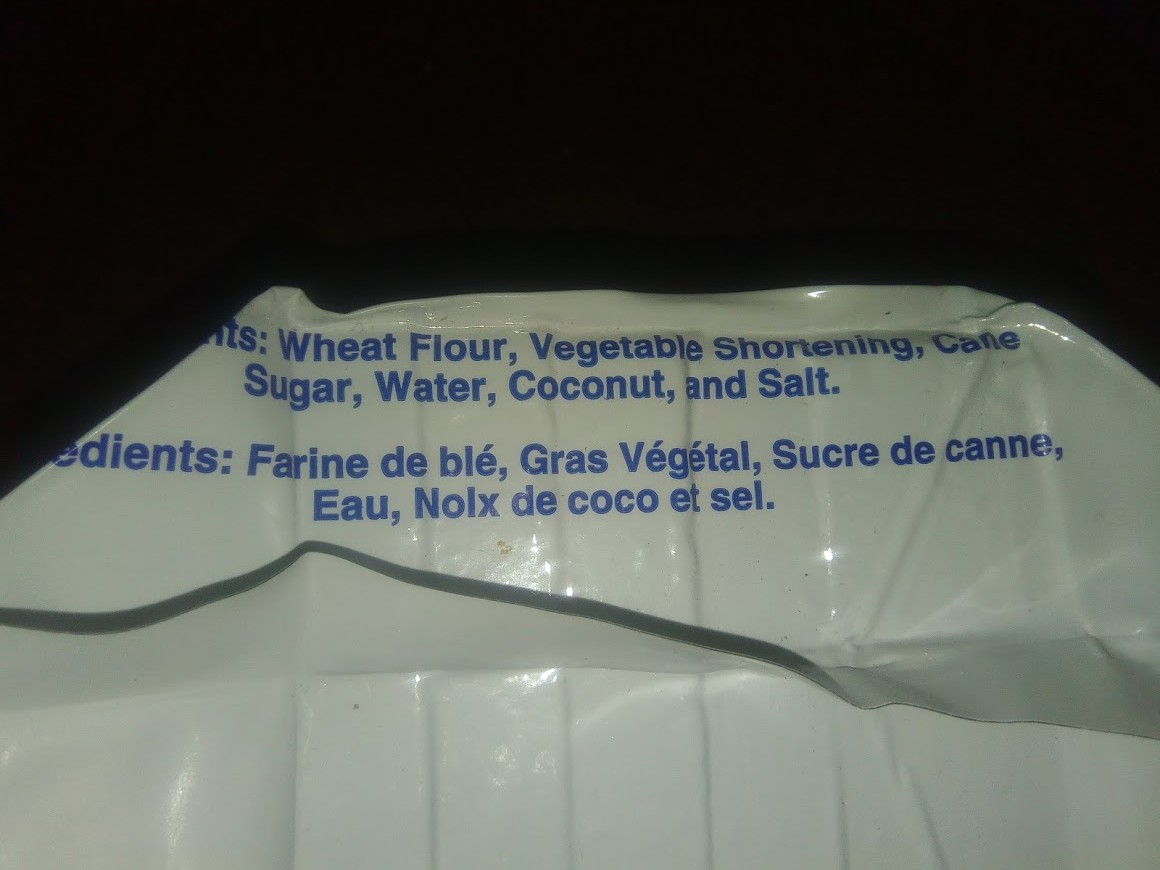 nts: Wheat Flour, Vegetable Shortening, Cane
Sugar, Water, Coconut, and Salt.
edients: Farine de blé, Gras Végétal, Sucre de canne,
Eau, Nolx de coco et sel.